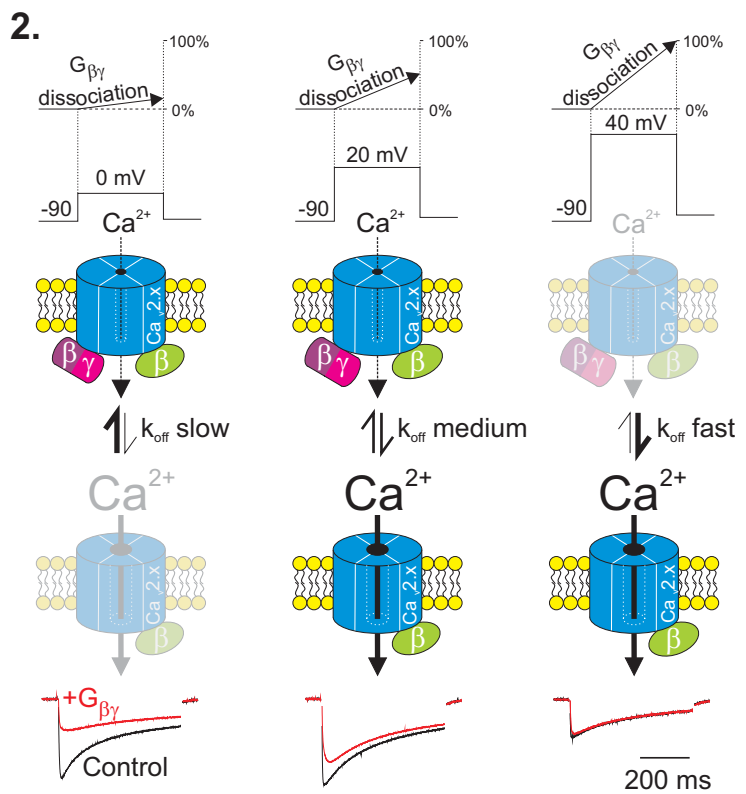 2.
100%
Gβγ
dissociation
0%
0 mV
-90
Ca2+
Cav2.x
β γ
β
koff slow
Ca2+
Cav2.x
β
+Gβγ
Control
Gβγ
dissociation
20 mV
-90
100%
0%
Ca2+
Cav2.x
β γ
β
koff medium
Ca2+
Cav2.x
β
Gβγ
dissociation
40 mV
-90
100%
0%
Ca2+
Cav2.x
β γ
β
koff fast
Ca2+
Cav2.x
β
200 ms